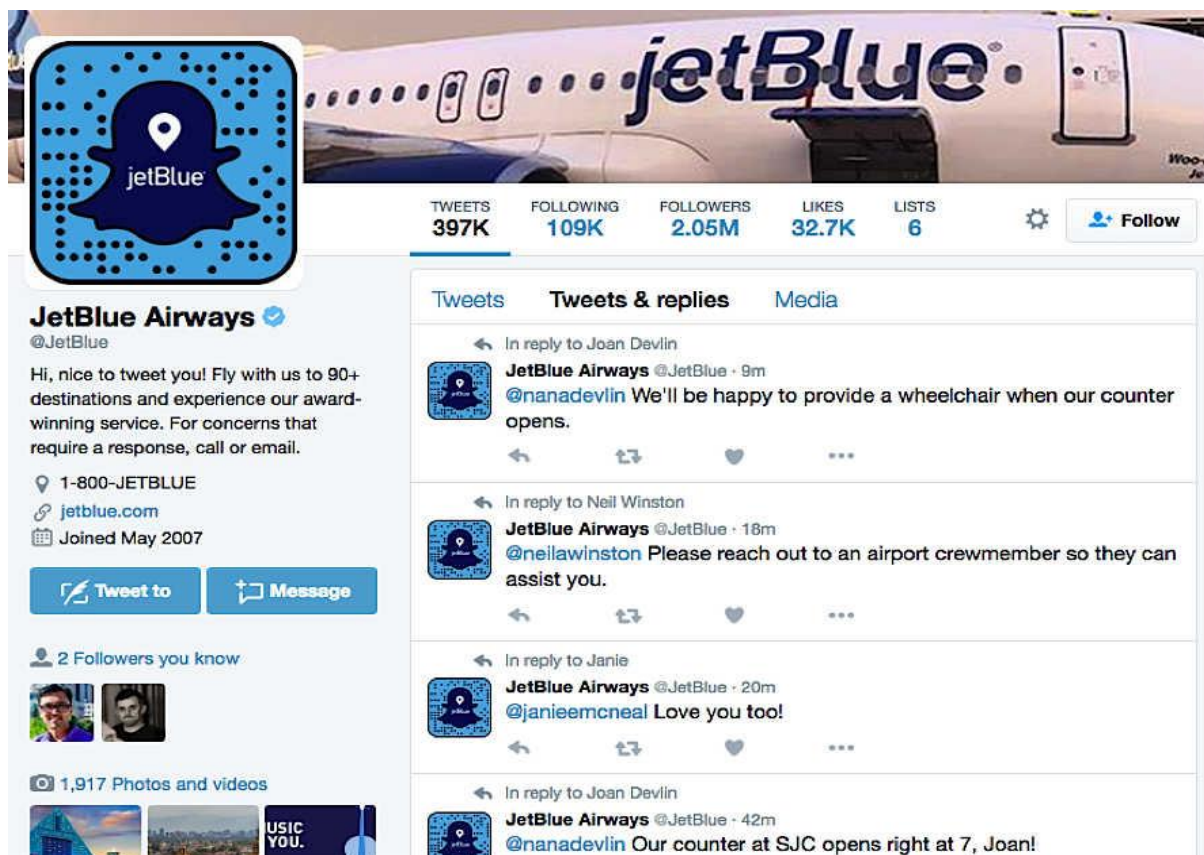 jetBlue
Woo-
Je
jetBlue
TWEETS FOLLOWING FOLLOWERS LIKES LISTS
397K 109K 2.05M 32.7K 6
Follow
JetBlue Airways
@JetBlue
Hi, nice to tweet you! Fly with us to 90+
destinations and experience our award-
winning service. For concerns that
require a response, call or email.
1-800-JETBLUE
jetblue.com
Joined May 2007
Tweet to Message
2 Followers you know
1,917 Photos and videos
USIC
YOU.
Tweets Tweets & replies Media
In reply to Joan Devlin
JetBlue Airways @JetBlue · 9m
@nanadevlin We'll be happy to provide a wheelchair when our counter
opens.
In reply to Neil Winston
JetBlue Airways @JetBlue · 18m
@neilawinston Please reach out to an airport crewmember so they can
assist you.
In reply to Janie
JetBlue Airways @JetBlue · 20m
@janieemcneal Love you too!
In reply to Joan Devlin
JetBlue Airways @JetBlue · 42m
@nanadevlin Our counter at SJC opens right at 7, Joan!